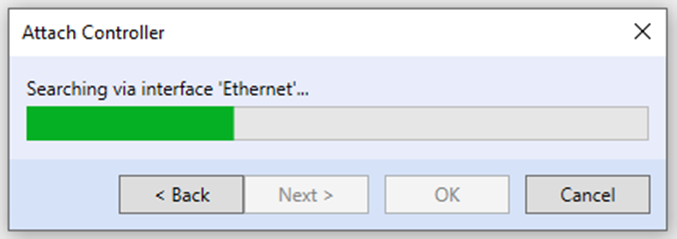 Attach Controller
Searching via interface 'Ethernet'...
< Back Next > OK Cancel